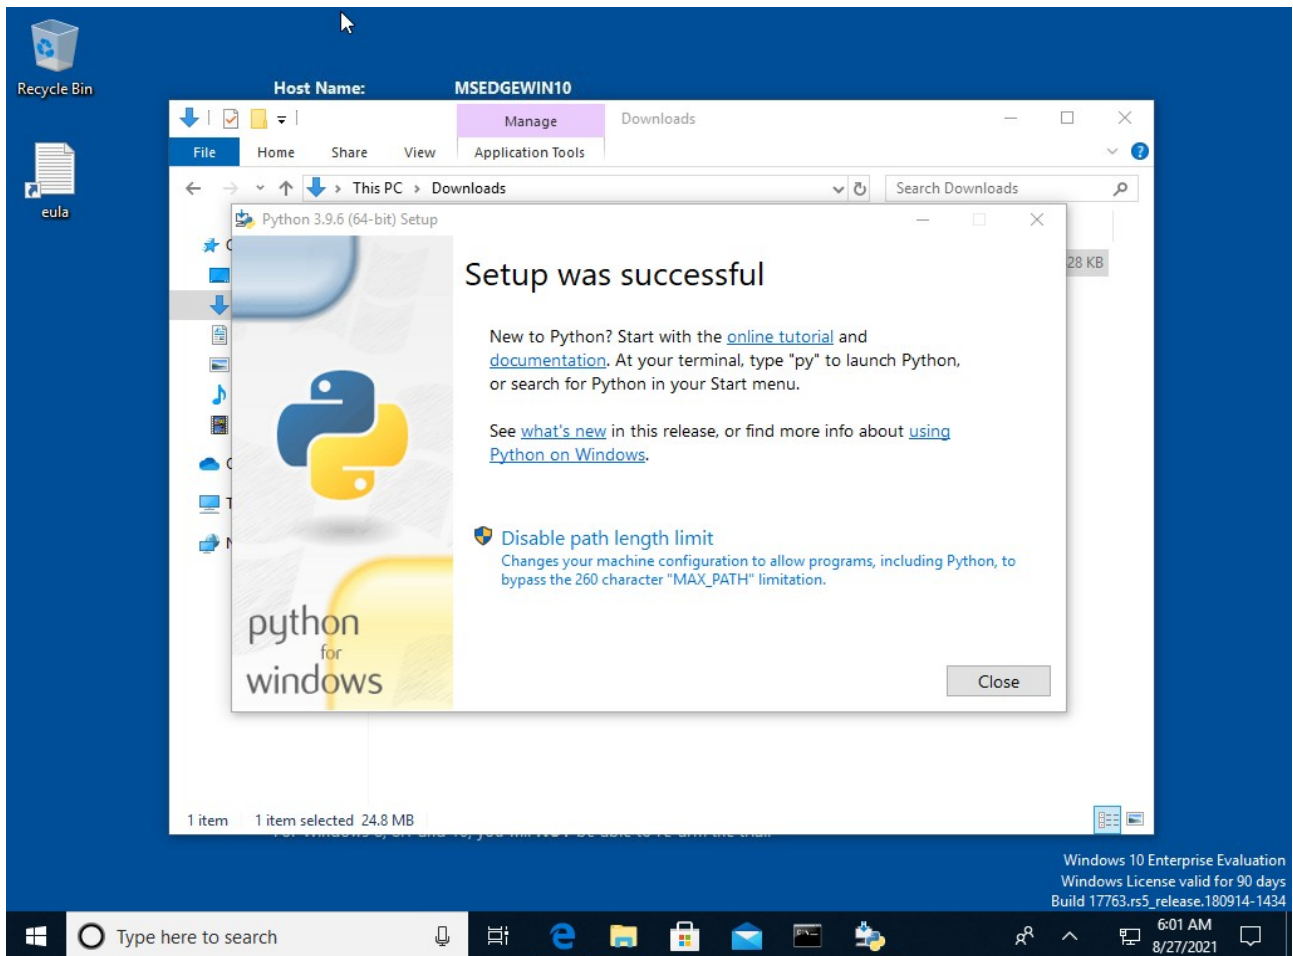 Recycle Bin
Host Name: MSEDGEWIN10
Manage Downloads
File Home Share View Application Tools
This PC > Downloads
Search Downloads
eula
Python 3.9.6 (64-bit) Setup
28 KB
Setup was successful
New to Python? Start with the online tutorial and
documentation. At your terminal, type "py" to launch Python,
or search for Python in your Start menu.
See what's new in this release, or find more info about using
Python on Windows.
Disable path length limit
Changes your machine configuration to allow programs, including Python, to
bypass the 260 character "MAX_PATH" limitation.
python
for
windows
Close
1 item 1 item selected 24.8 MB
Windows 10 Enterprise Evaluation
Windows License valid for 90 days
Build 17763.rs5_release.180914-1434
Type here to search
6:01 AM
8/27/2021